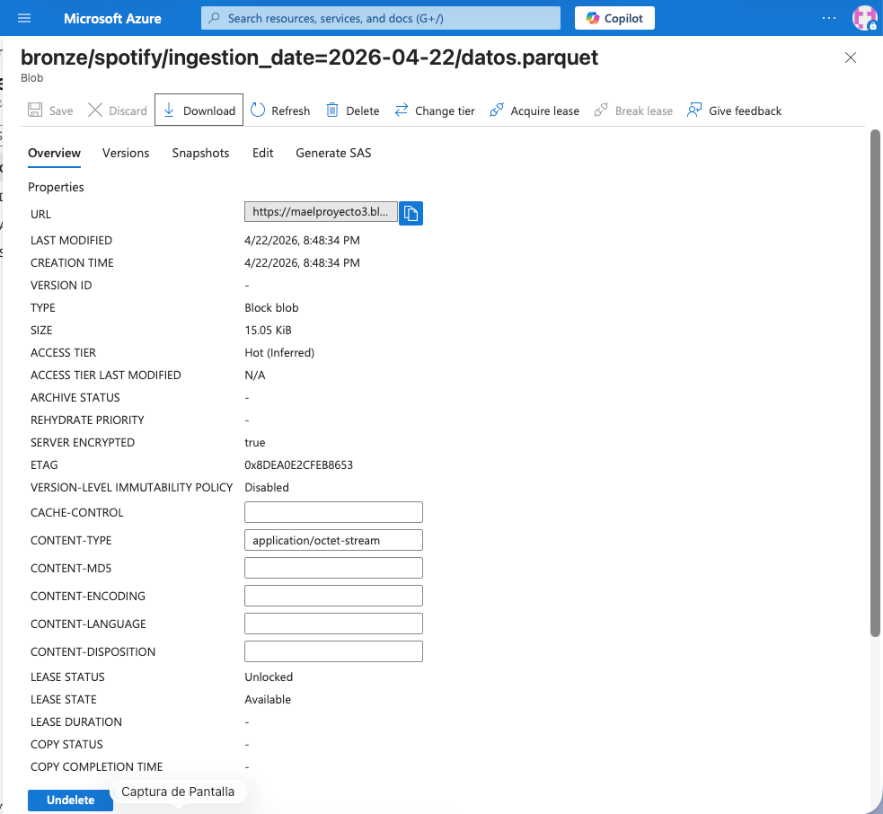 Microsoft Azure
Search resources, services, and docs (G+/)
Copilot
bronze/spotify/ingestion_date=2026-04-22/datos.parquet
Blob
Save Discard Download Refresh Delete Change tier Acquire lease Break lease Give feedback
Overview Versions Snapshots Edit Generate SAS
Properties
URL https://maelproyecto3.bl...
LAST MODIFIED 4/22/2026, 8:48:34 PM
CREATION TIME 4/22/2026, 8:48:34 PM
VERSION ID -
TYPE Block blob
SIZE 15.05 KiB
ACCESS TIER Hot (Inferred)
ACCESS TIER LAST MODIFIED N/A
ARCHIVE STATUS -
REHYDRATE PRIORITY -
SERVER ENCRYPTED true
ETAG 0x8DEA0E2CFEB8653
VERSION-LEVEL IMMUTABILITY POLICY Disabled
CACHE-CONTROL
CONTENT-TYPE application/octet-stream
CONTENT-MD5
CONTENT-ENCODING
CONTENT-LANGUAGE
CONTENT-DISPOSITION
LEASE STATUS Unlocked
LEASE STATE Available
LEASE DURATION -
COPY STATUS -
COPY COMPLETION TIME -
Undelete
Captura de Pantalla